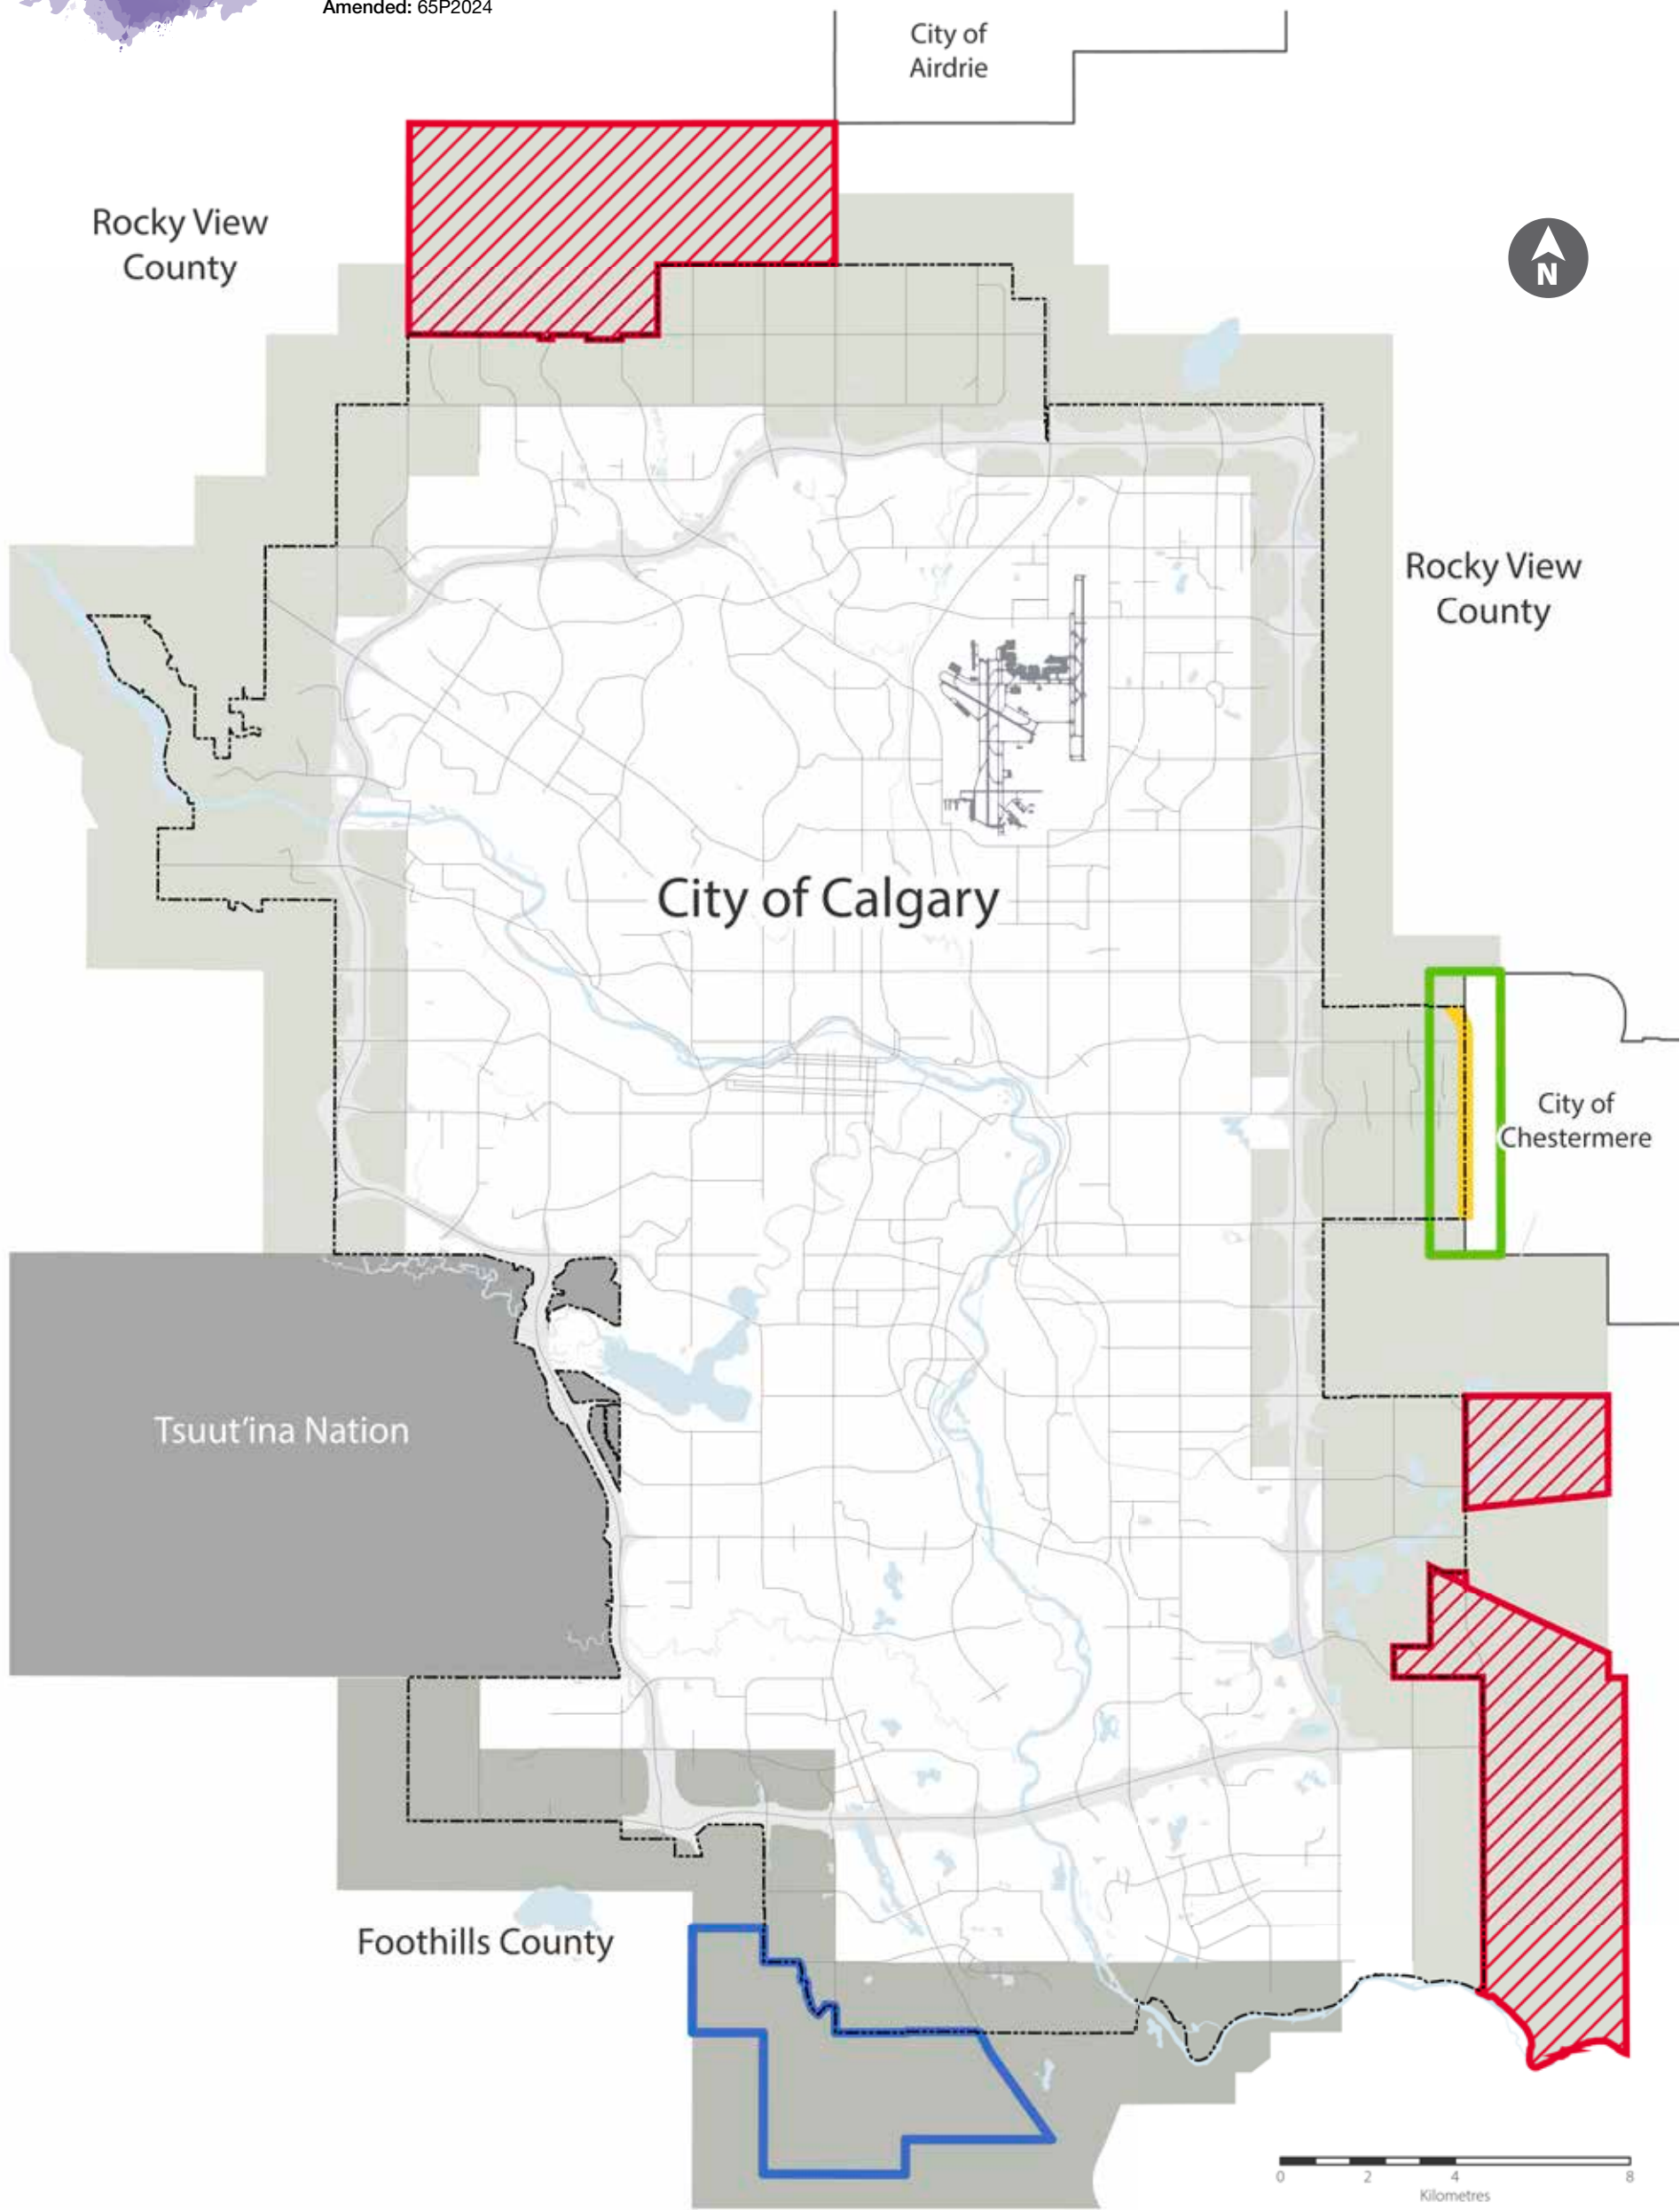 Amended: 65P2024
City of
Airdrie
Rocky View
County
N
Rocky View
County
City of Calgary
City of
Chestermere
Tsuut'ina Nation
Foothills County
0 2 4 8
Kilometres